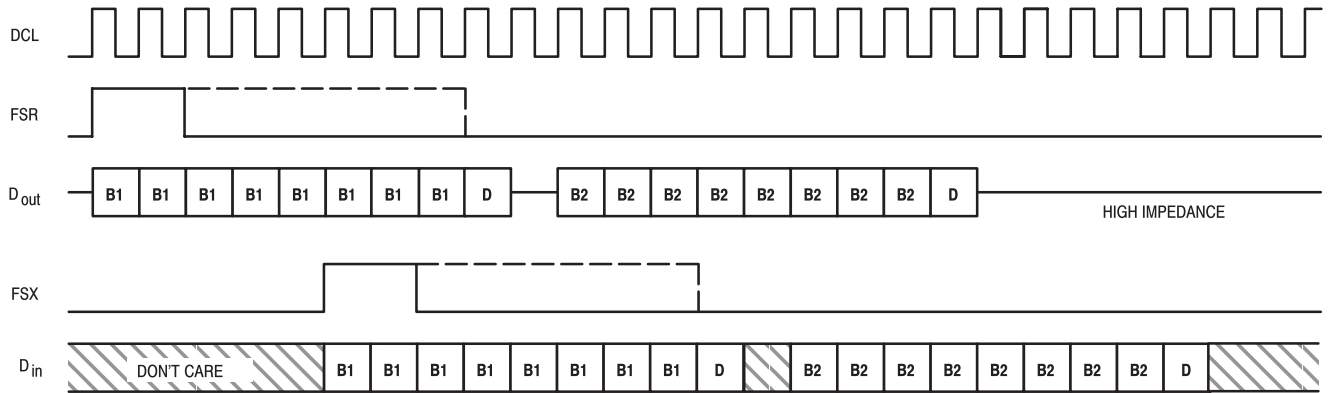 DCL
FSR
D out B1 B1 B1 B1 B1 B1 B1 B1 D B2 B2 B2 B2 B2 B2 B2 B2 D
HIGH IMPEDANCE
FSX
D in DON'T CARE B1 B1 B1 B1 B1 B1 B1 B1 D B2 B2 B2 B2 B2 B2 B2 B2 D